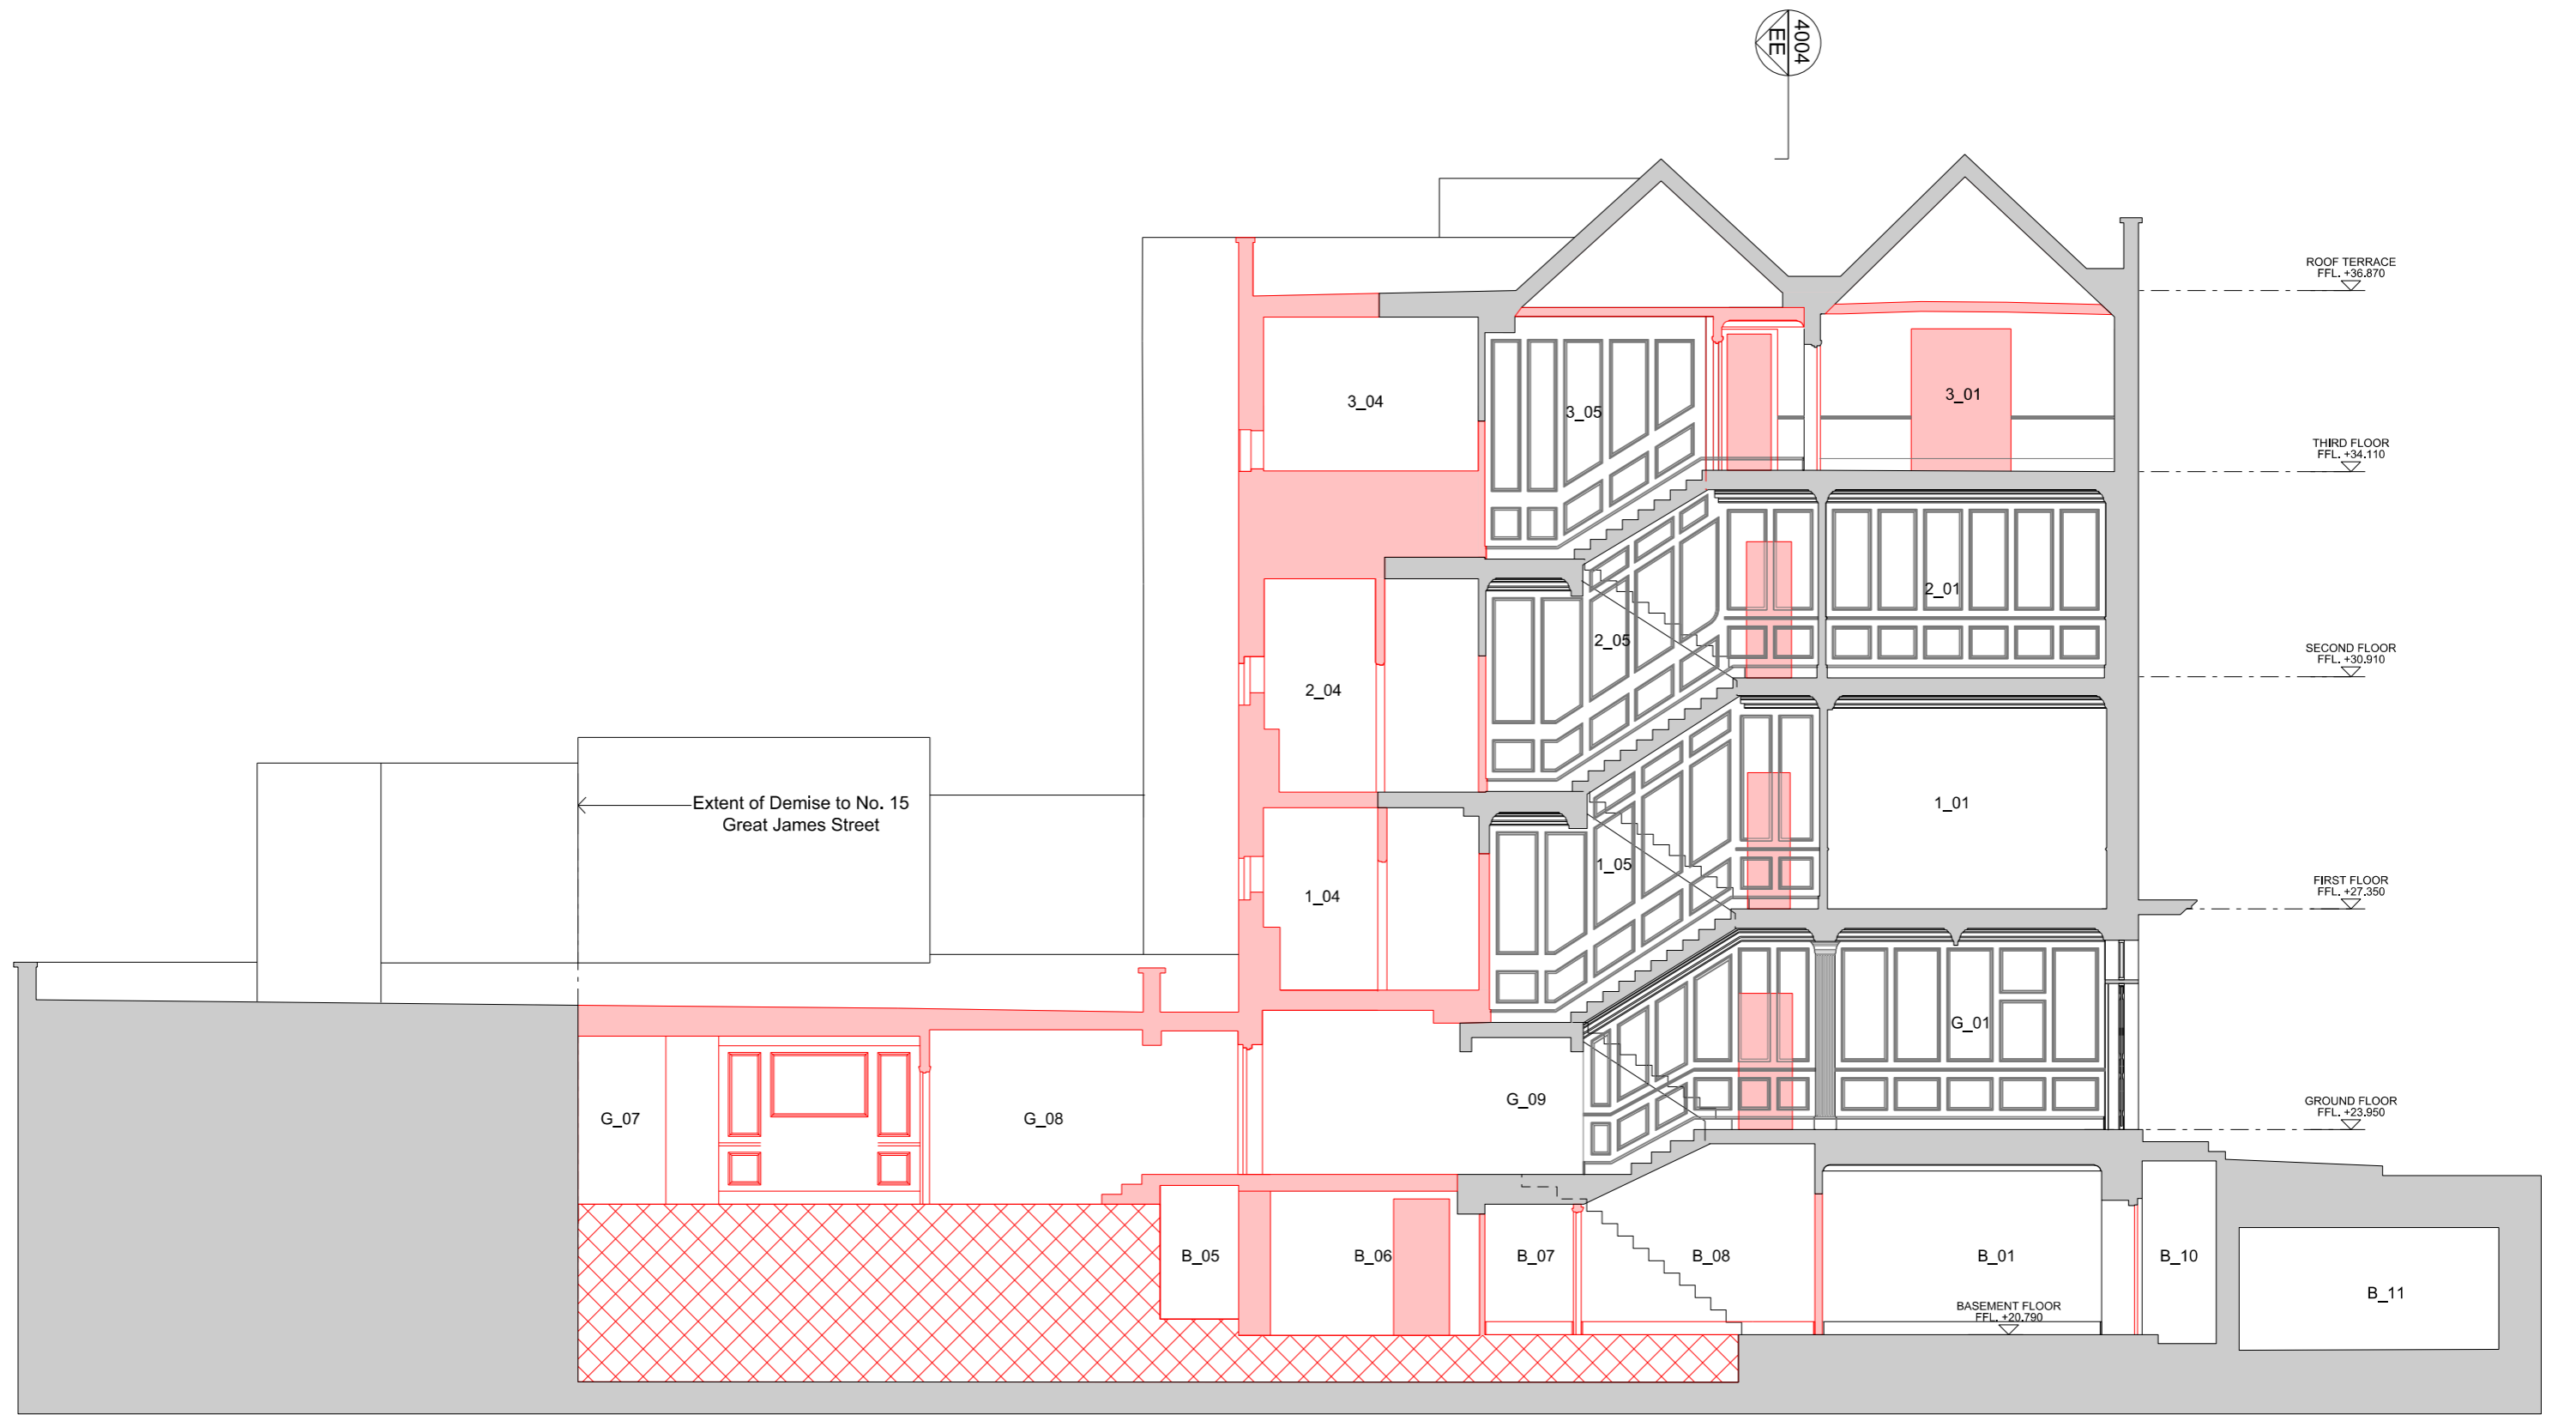 4004
EE
ROOF TERRACE
FFL. +36.870
3_04
3_05
3_01
THIRD FLOOR
FFL. +34.110
2_01
2_05
2_04
SECOND FLOOR
FFL. +30.910
Extent of Demise to No. 15
Great James Street
1_01
1_05
1_04
FIRST FLOOR
FFL. +27.350
G_01
G_07
G_08
G_09
GROUND FLOOR
FFL. +23.950
B_05
B_06
B_07
B_08
B_01
B_10
B_11
BASEMENT FLOOR
FFL. +20.790